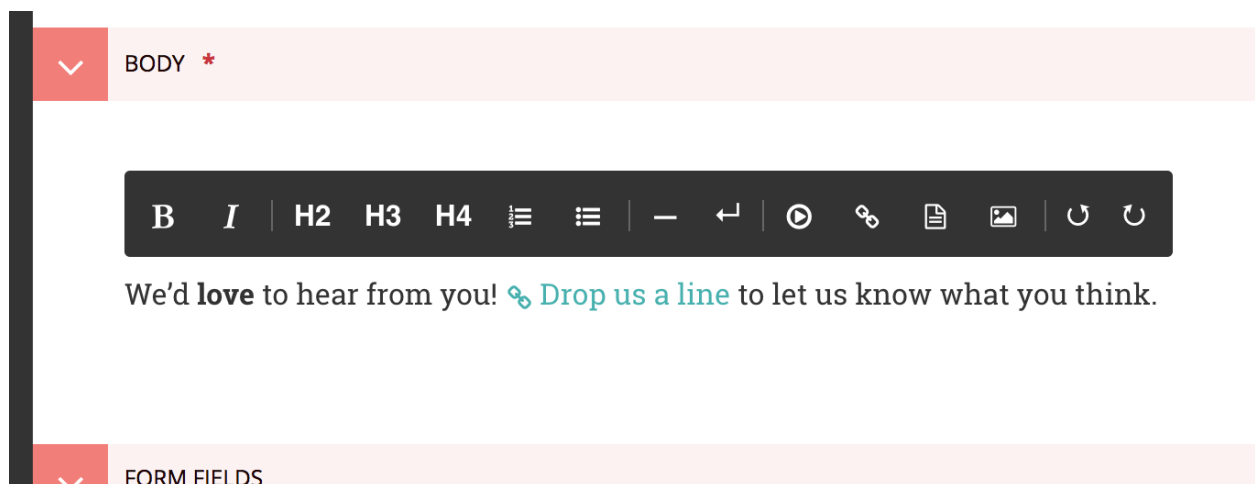 BODY *
B I H2 H3 H4
We’d love to hear from you! Drop us a line to let us know what you think.
FORM FIELDS